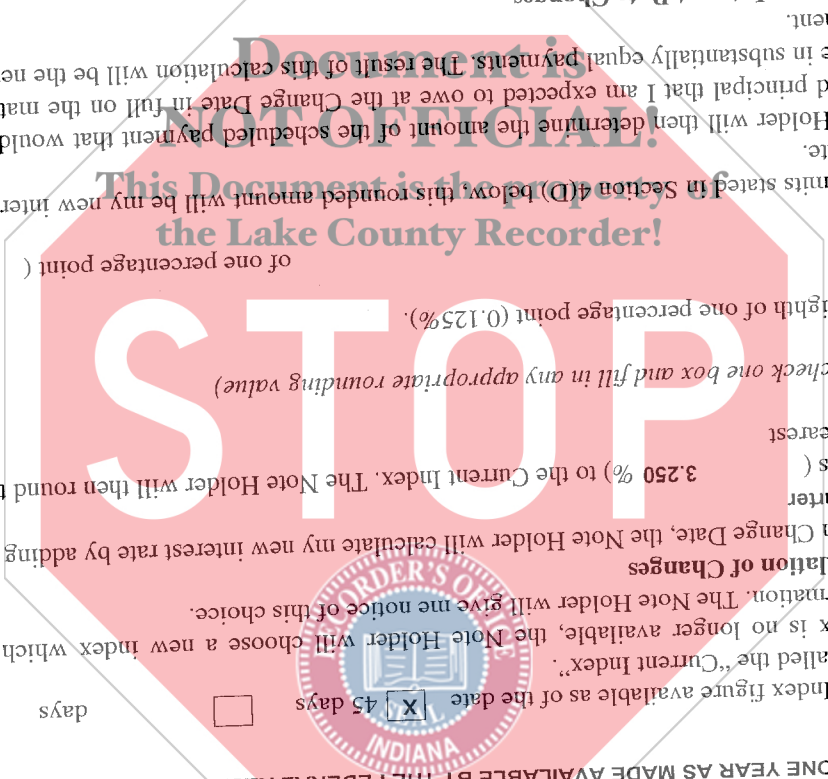 Document is
NOT OFFICIAL!
This Document is the property of
the Lake County Recorder!
STOP
RECORDER'S OFFICE
SEAL
INDIANA
ONE YEAR AS MADE AVAILABLE BY THE
Index figure available as of the date X 45 days days
alled the “Current Index”.
x is no longer available, the Note Holder will choose a new index which
rmation. The Note Holder will give me notice of this choice.
lation of Changes
n Change Date, the Note Holder will calculate my new interest rate by adding
arter
s ( 3.250 %) to the Current Index. The Note Holder will then round t
earest
check one box and fill in any appropriate rounding value)
ighth of one percentage point (0.125%).
of one percentage point (
mits stated in Section 4(D) below, this rounded amount will be my new inter
te.
Holder will then determine the amount of the scheduled payment that would
d principal that I am expected to owe at the Change Date in full on the mat
e in substantially equal payments. The result of this calculation will be the ne
ment.